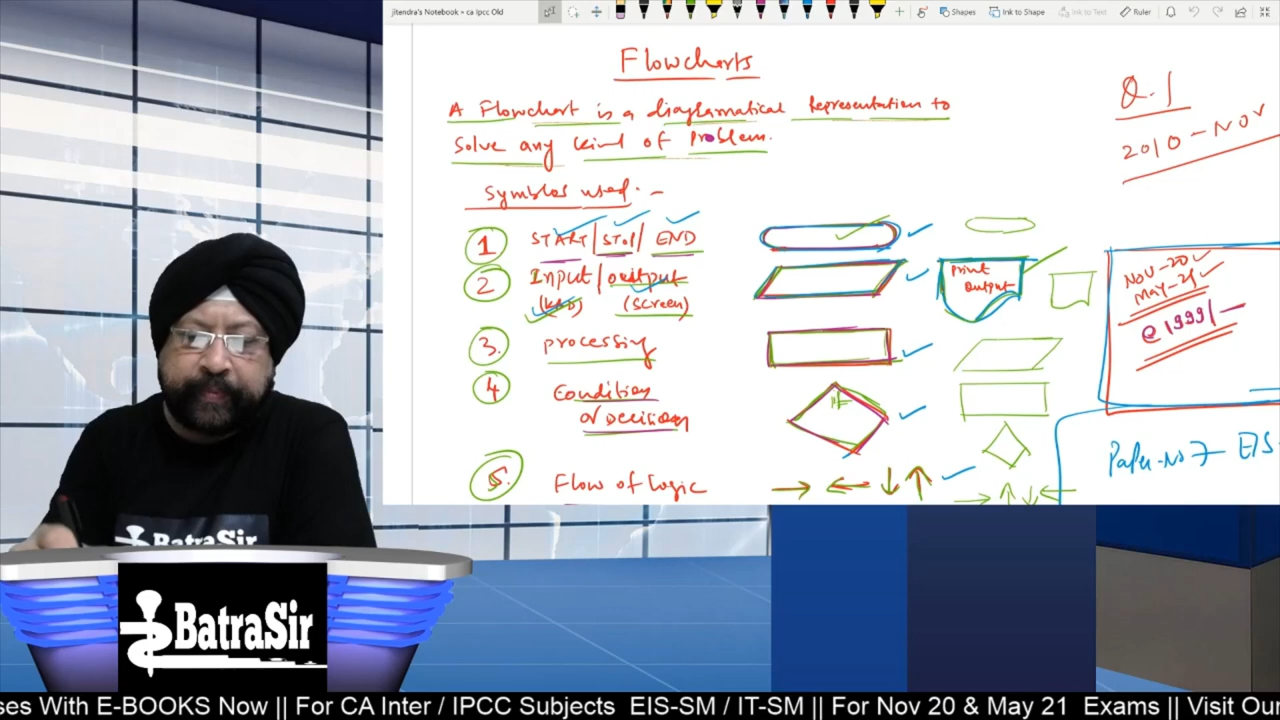 jitendra's Notebook » ca Ipcc Old
Shapes
Ink to Shape
Ink to Text
Ruler
Flowcharts
A Flowchart is a diaglamatical Representation to
Solve any kind of Problem.
Symbles used. -
1 START/STOP/ END
2 Input / output
(KBD) (screen)
Print
output
3. processing
4 Condition
or Decision
IF
5. Flow of Logic
Q.1
2010 - NOV
Nov-20
May-21
@ 1999/-
Paper-No 7 - EIS
BatraSir
BatraSir
ses With E-BOOKS Now || For CA Inter / IPCC Subjects EIS-SM / IT-SM || For Nov 20 & May 21 Exams || Visit Our